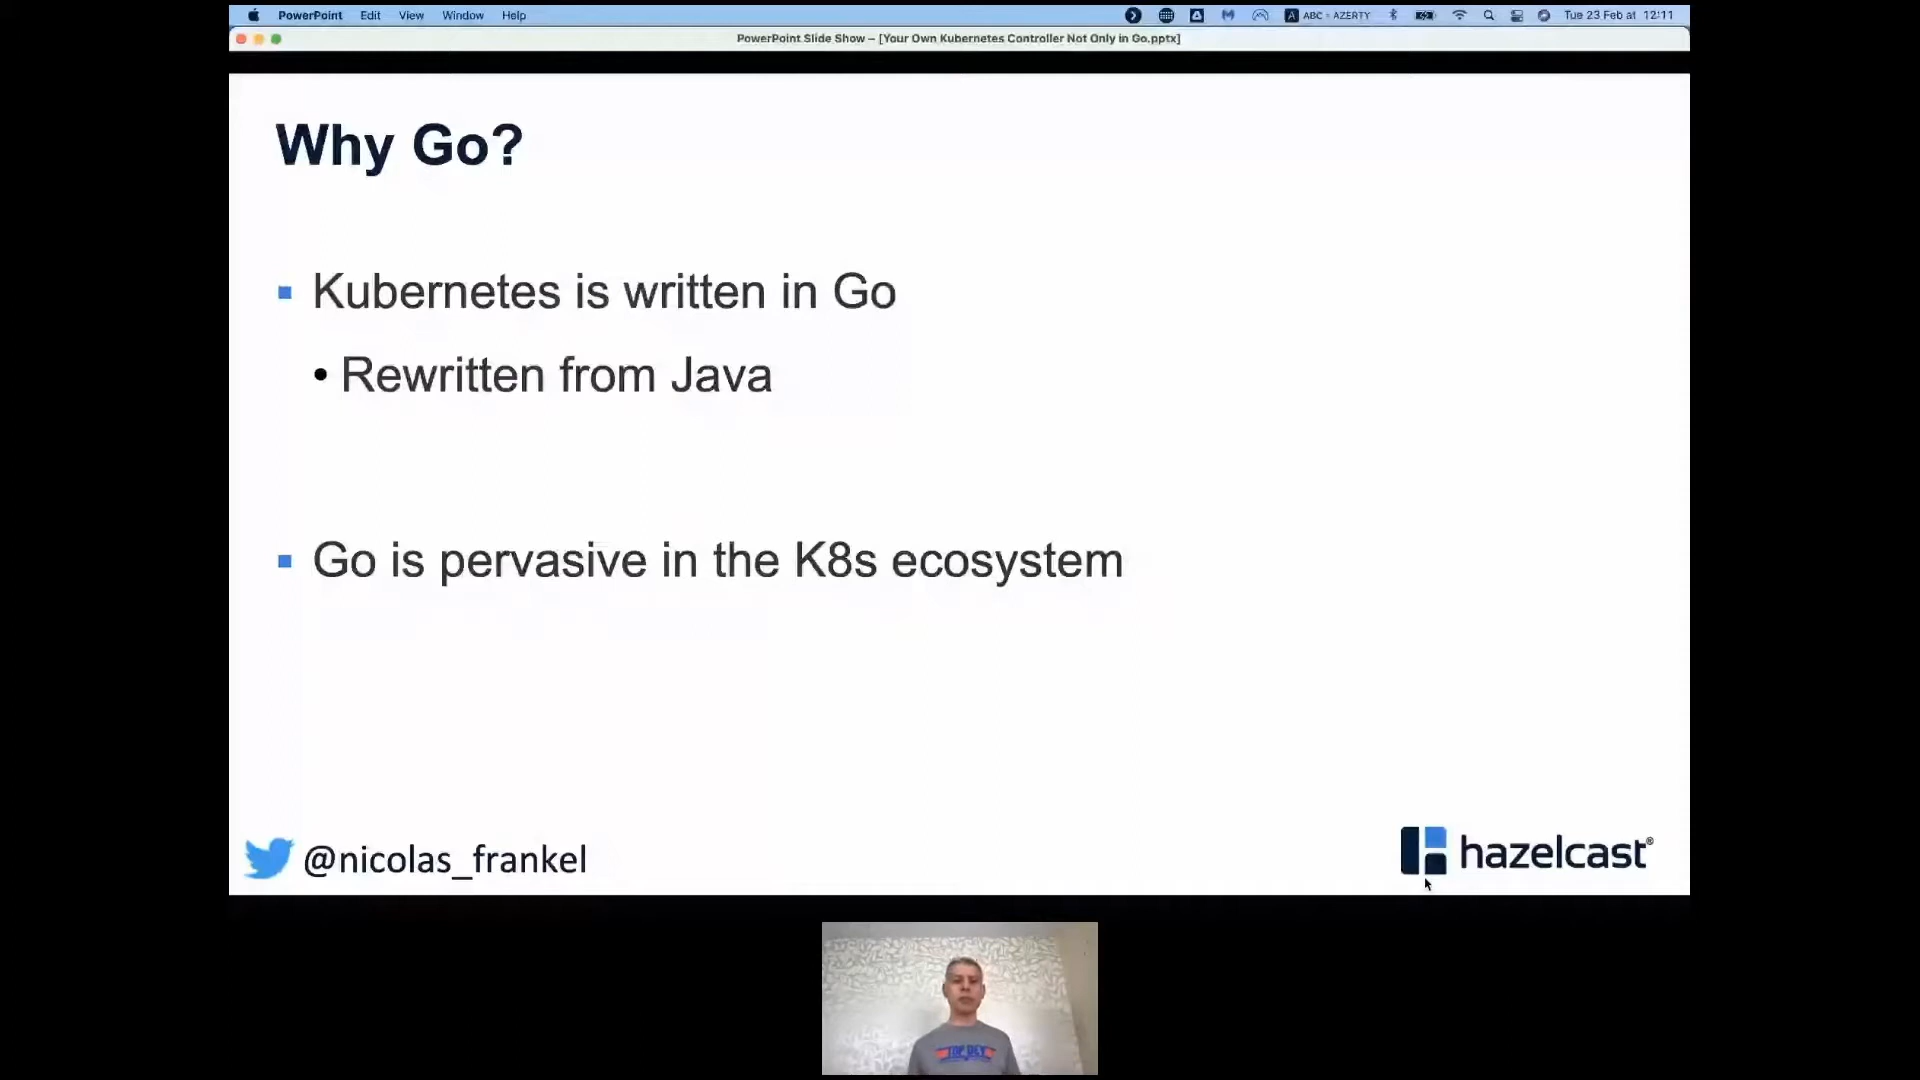 PowerPoint Edit View Window Help
A ABC - AZERTY Tue 23 Feb at 12:11
PowerPoint Slide Show – [Your Own Kubernetes Controller Not Only in Go.pptx]
Why Go?
Kubernetes is written in Go
• Rewritten from Java
Go is pervasive in the K8s ecosystem
@nicolas_frankel
hazelcast®
TOP DEV